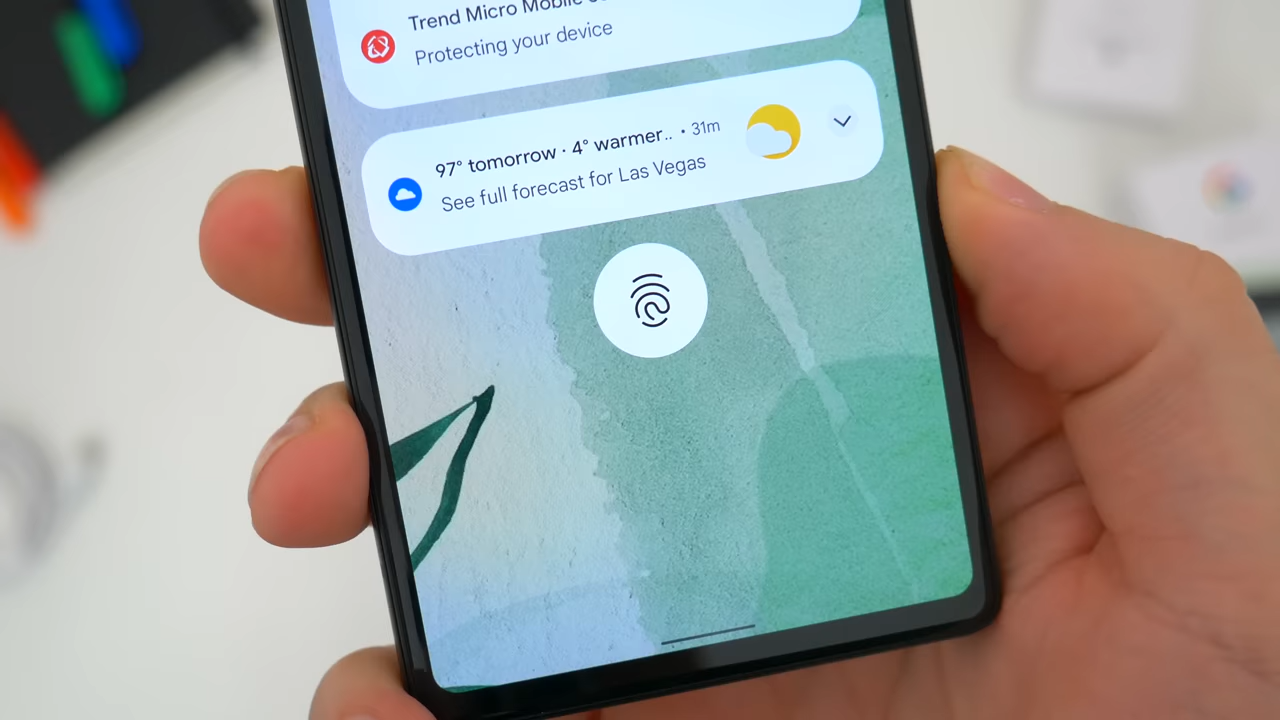 Trend Micro Mobile
Protecting your device
97° tomorrow · 4° warmer.. • 31m
See full forecast for Las Vegas